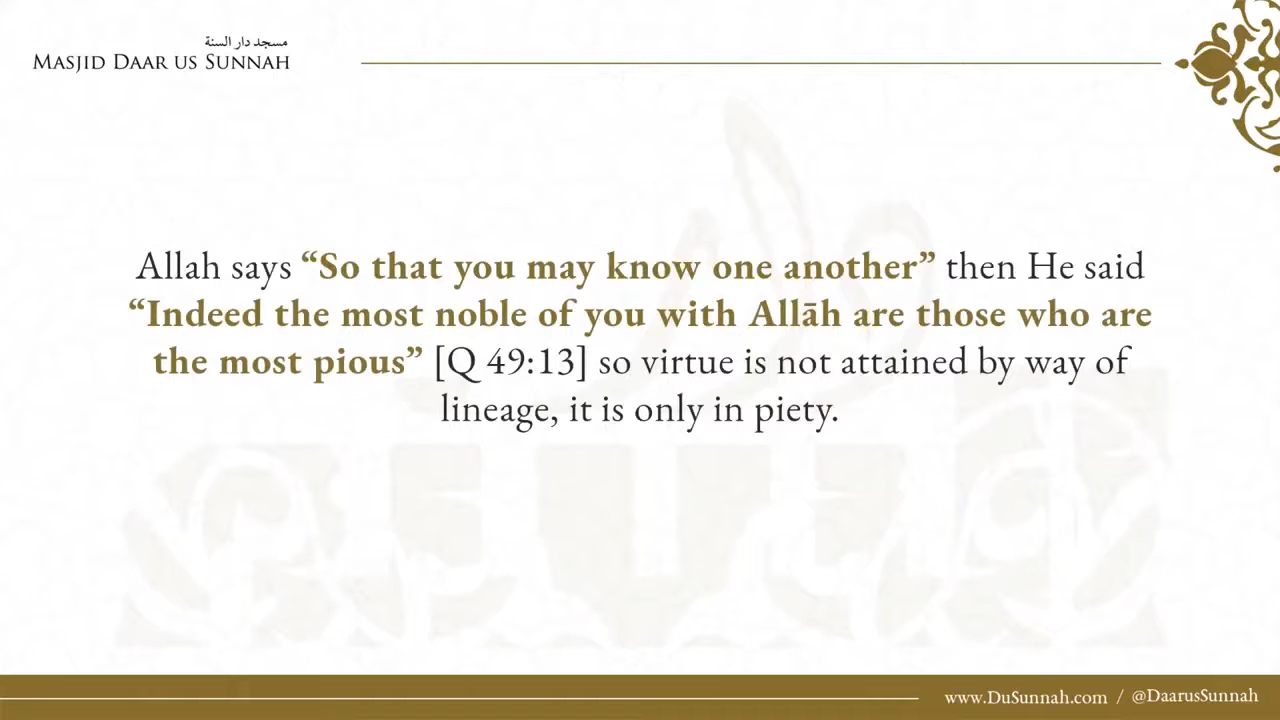 مسجد دار السنة
MASJID DAAR US SUNNAH
Allah says “So that you may know one another” then He said
“Indeed the most noble of you with Allāh are those who are
the most pious” [Q 49:13] so virtue is not attained by way of
lineage, it is only in piety.
www.DuSunnah.com / @DaarusSunnah